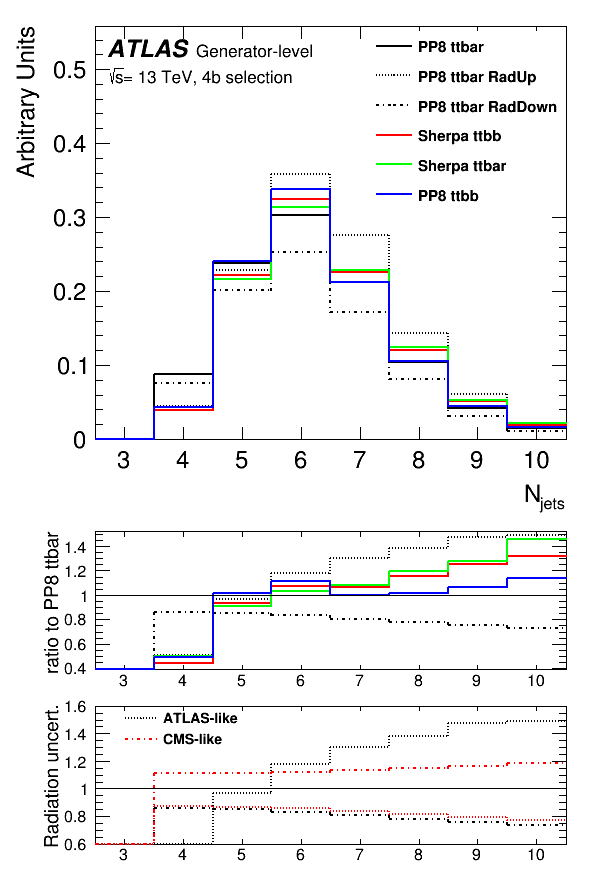 Arbitrary Units
ATLAS Generator-level
√s= 13 TeV, 4b selection
PP8 ttbar
PP8 ttbar RadUp
PP8 ttbar RadDown
Sherpa ttbb
Sherpa ttbar
PP8 ttbb
0.5
0.4
0.3
0.2
0.1
0
3 4 5 6 7 8 9 10
Njets
ratio to PP8 ttbar
1.4
1.2
1
0.8
0.6
0.4
3 4 5 6 7 8 9 10
Radiation uncert.
ATLAS-like
CMS-like
1.6
1.4
1.2
1
0.8
0.6
3 4 5 6 7 8 9 10